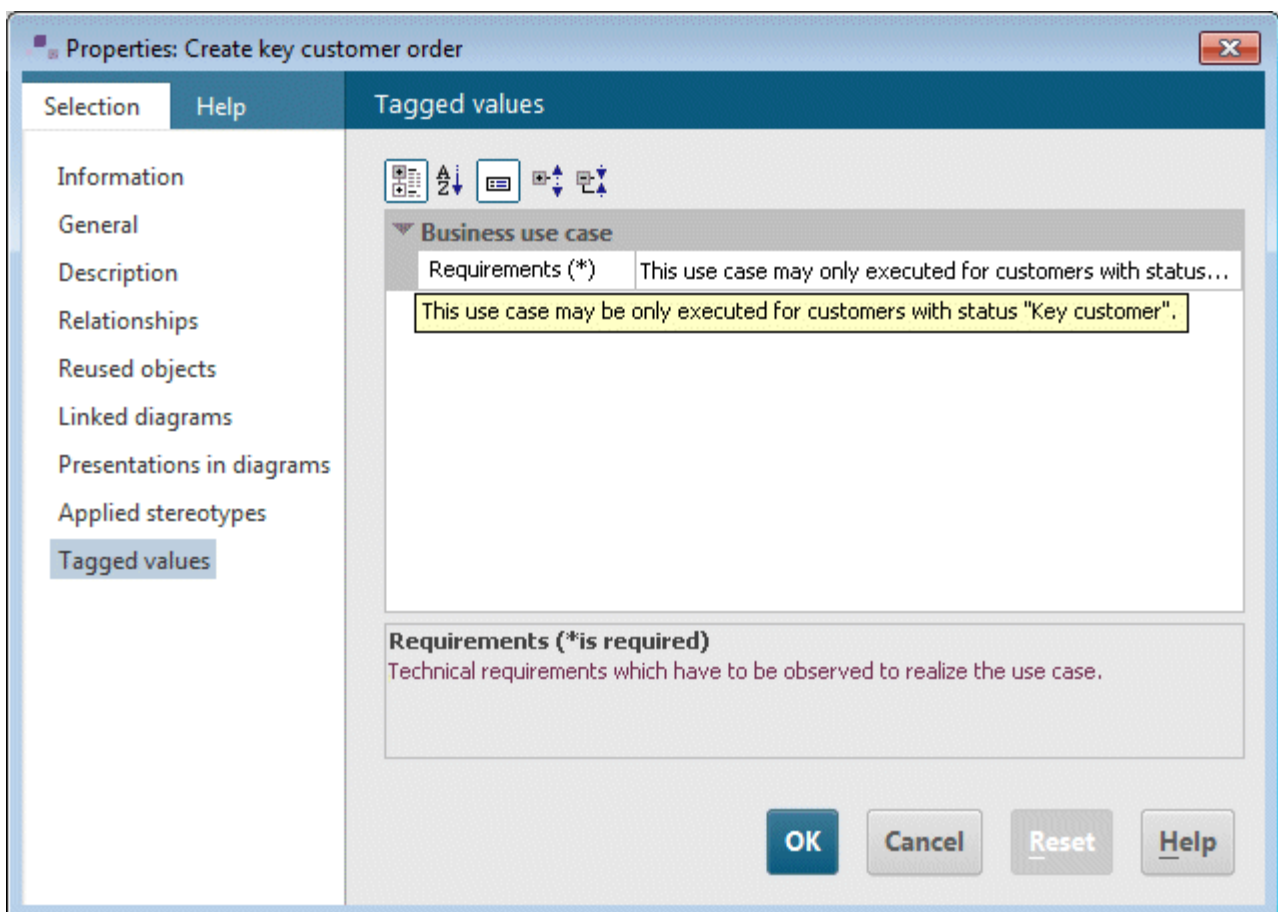 Properties: Create key customer order
Selection
Help
Tagged values
Information
General
Description
Relationships
Reused objects
Linked diagrams
Presentations in diagrams
Applied stereotypes
Tagged values
A
Z
Business use case
Requirements (*)
This use case may only executed for customers with status...
This use case may be only executed for customers with status "Key customer".
Requirements (*is required)
Technical requirements which have to be observed to realize the use case.
OK
Cancel
Reset
Help